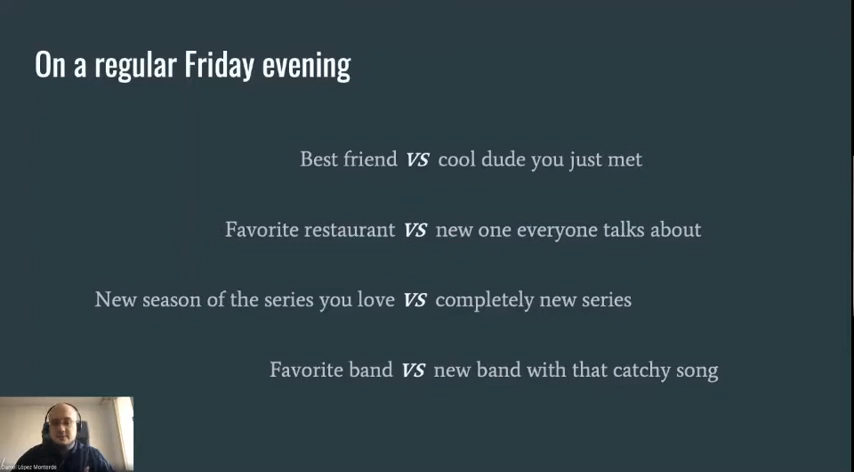 On a regular Friday evening
Best friend VS cool dude you just met
Favorite restaurant VS new one everyone talks about
New season of the series you love VS completely new series
Favorite band VS new band with that catchy song
López Monterde